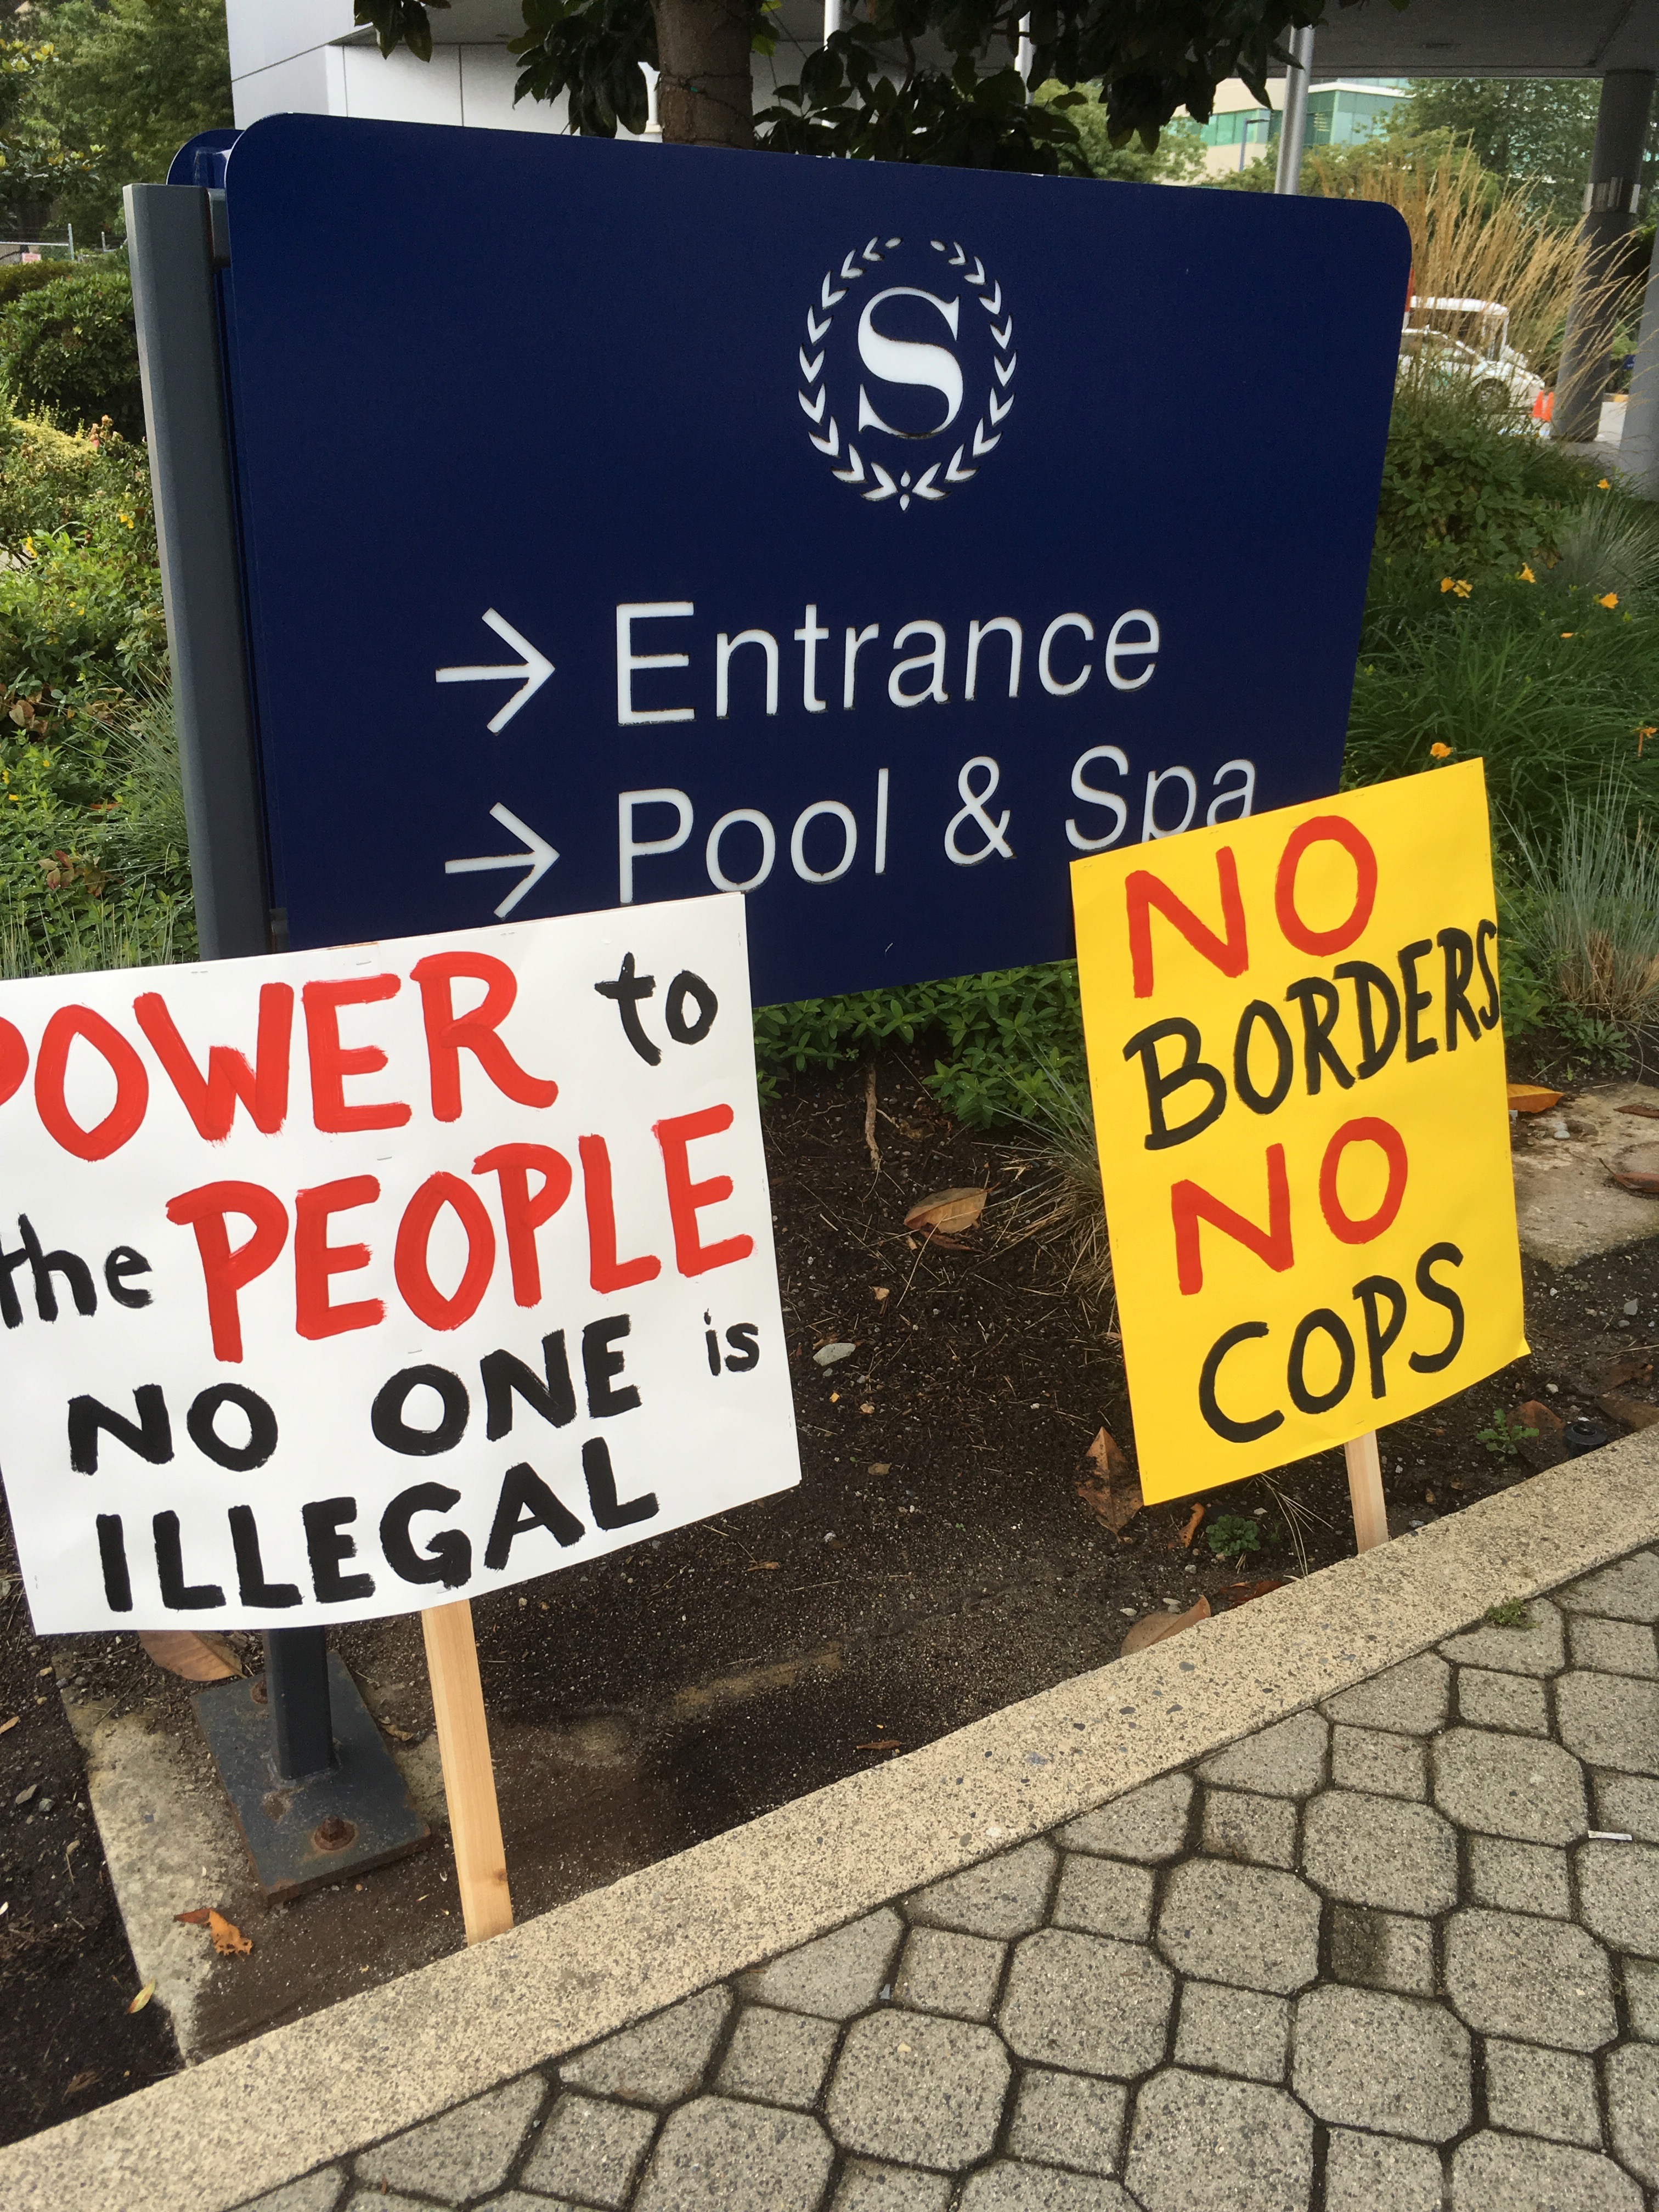 S
→ Entrance
→ Pool & Spa
POWER to
the PEOPLE
NO ONE is
ILLEGAL
NO
BORDERS
NO
COPS